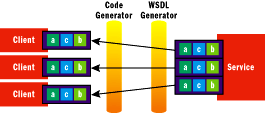 Code
Generator
WSDL
Generator
Client
a c b
a c b
Client
a c b
a c b
Service
Client
a c b
a c b